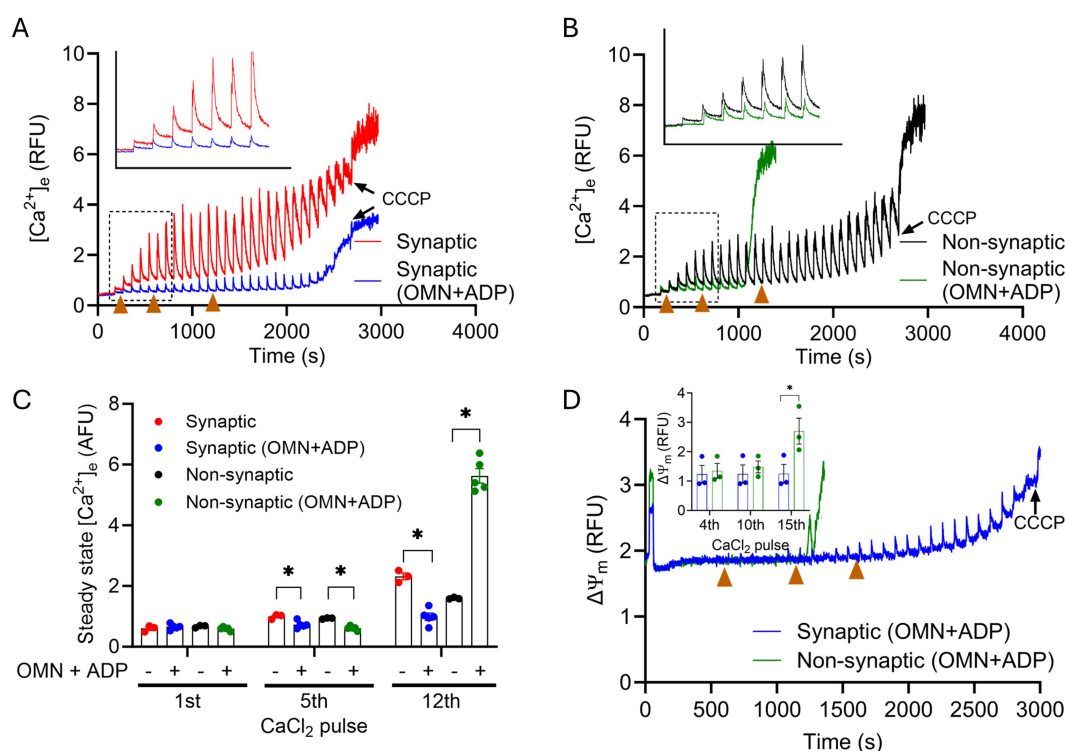 A
10
8
6
4
2
0
[Ca²⁺]ₑ (RFU)
CCCP
Synaptic
Synaptic
(OMN+ADP)
0 1000 2000 3000 4000
Time (s)
B
10
8
6
4
2
0
[Ca²⁺]ₑ (RFU)
CCCP
Non-synaptic
Non-synaptic
(OMN+ADP)
0 1000 2000 3000 4000
Time (s)
C
8
6
4
2
0
Steady state [Ca²⁺]ₑ (AFU)
Synaptic
Synaptic (OMN+ADP)
Non-synaptic
Non-synaptic (OMN+ADP)
* * * *
OMN + ADP - + - + - + - + - + - +
1st 5th 12th
CaCl₂ pulse
D
4
3
2
1
0
ΔΨₘ (RFU)
4
3
2
1
0
ΔΨₘ (RFU)
*
4th 10th 15th
CaCl₂ pulse
CCCP
Synaptic (OMN+ADP)
Non-synaptic (OMN+ADP)
0 500 1000 1500 2000 2500 3000
Time (s)